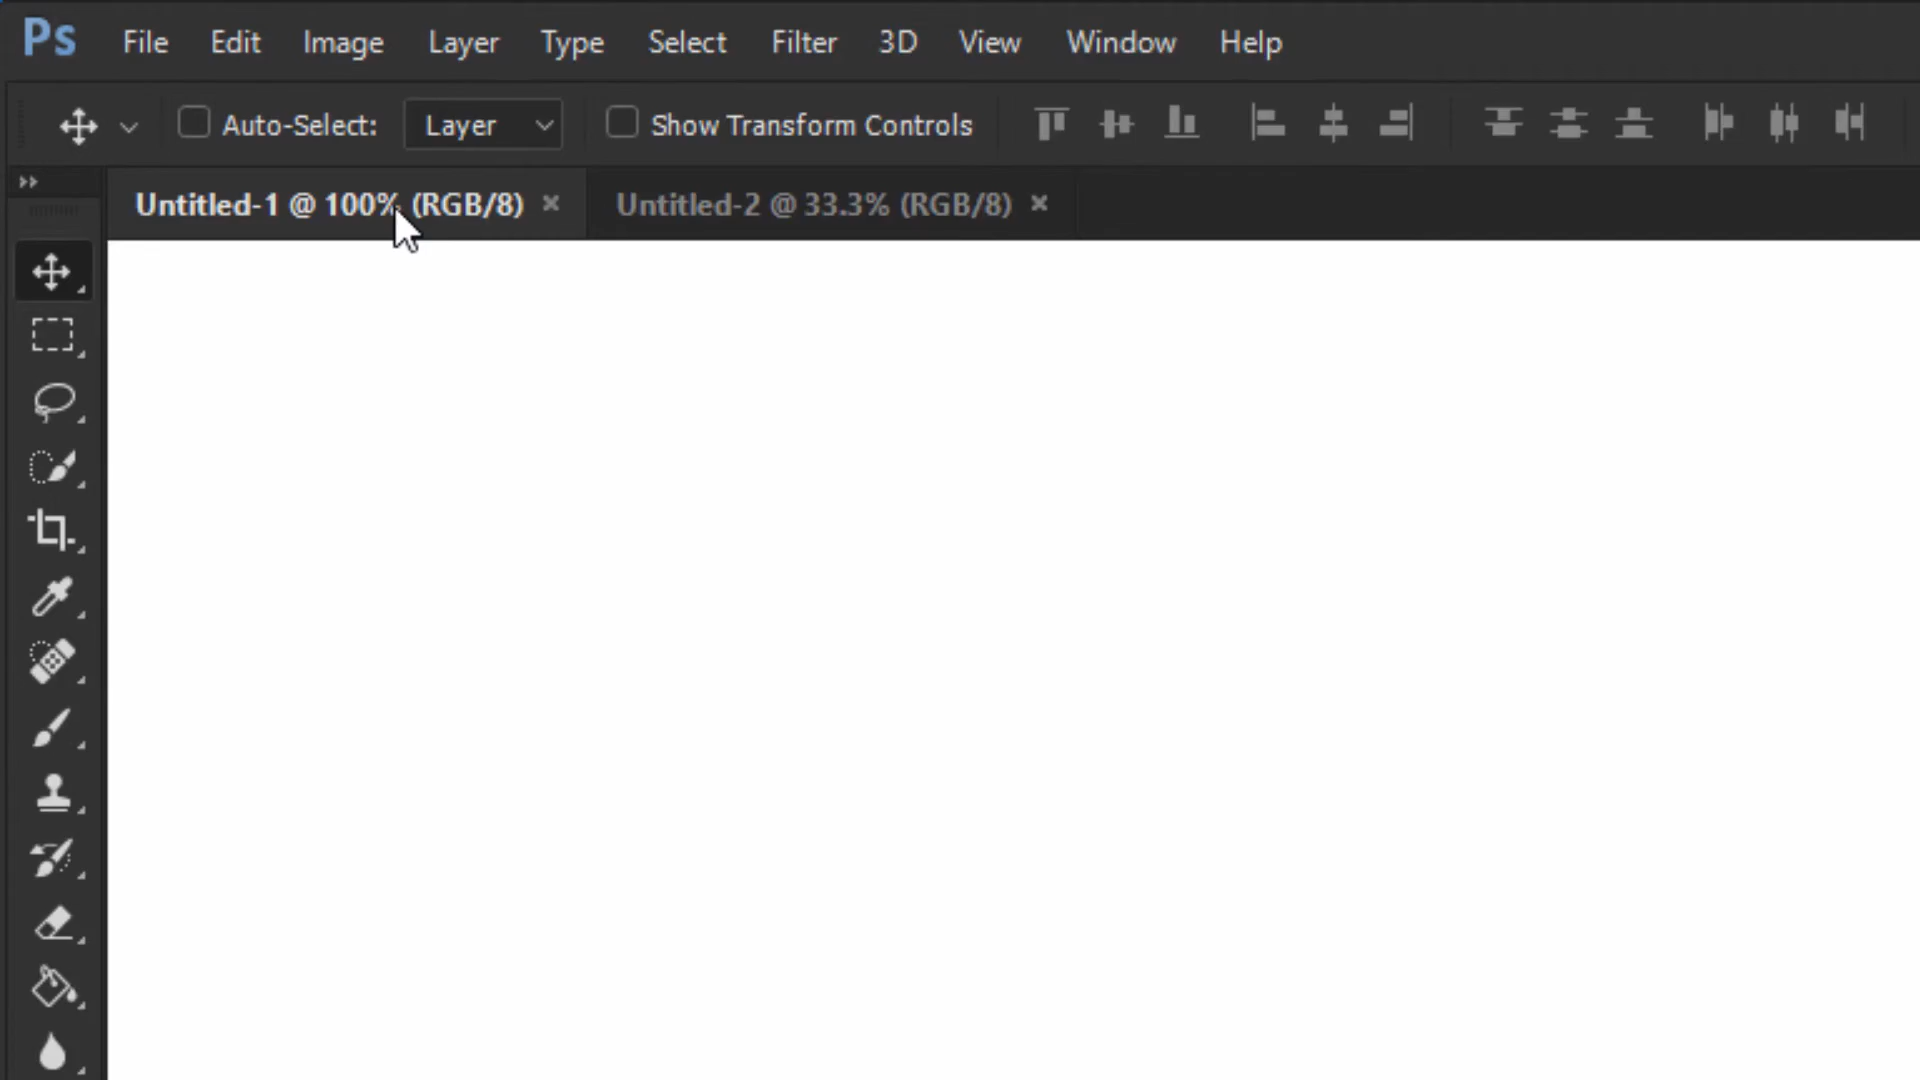 Ps File Edit Image Layer Type Select Filter 3D View Window Help
Auto-Select: Layer Show Transform Controls
Untitled-1 @ 100% (RGB/8) × Untitled-2 @ 33.3% (RGB/8) ×